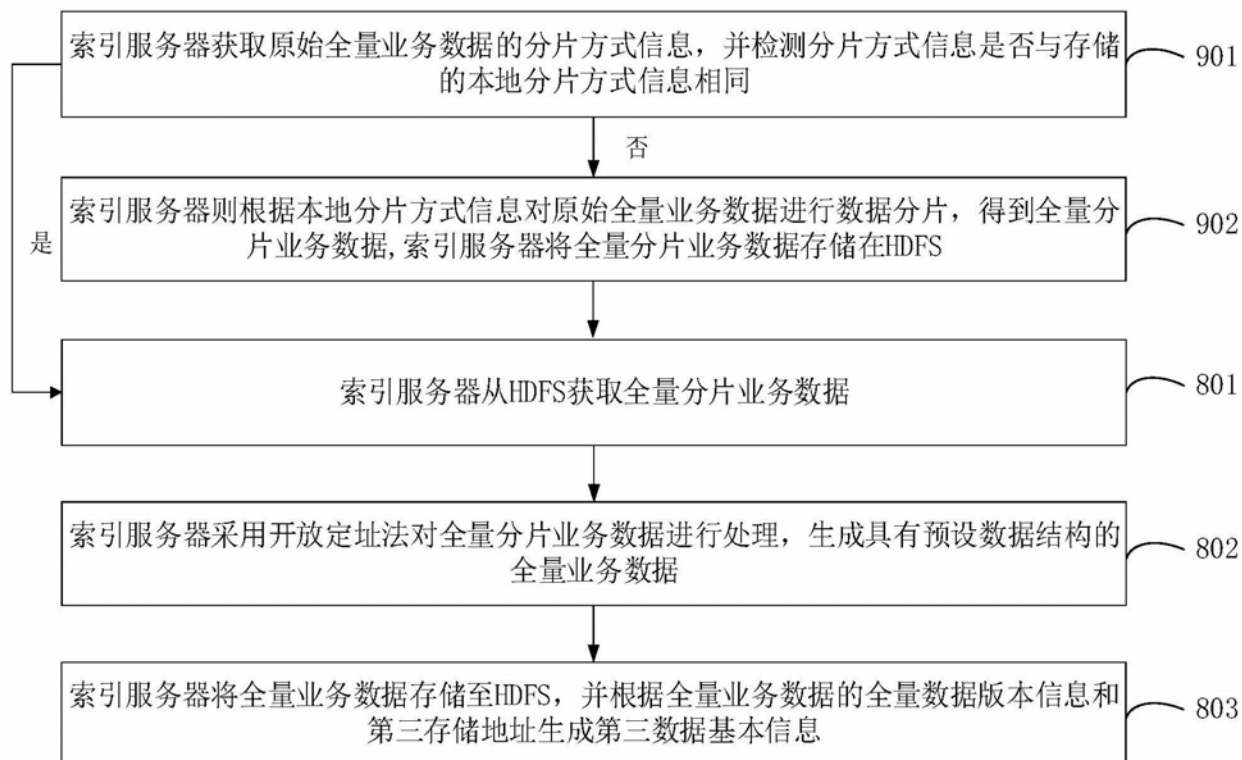 索引服务器获取原始全量业务数据的分片方式信息，并检测分片方式信息是否与存储
的本地分片方式信息相同
901
否
索引服务器则根据本地分片方式信息对原始全量业务数据进行数据分片，得到全量分
片业务数据,索引服务器将全量分片业务数据存储在HDFS
902
是
索引服务器从HDFS获取全量分片业务数据
801
索引服务器采用开放定址法对全量分片业务数据进行处理，生成具有预设数据结构的
全量业务数据
802
索引服务器将全量业务数据存储至HDFS，并根据全量业务数据的全量数据版本信息和
第三存储地址生成第三数据基本信息
803